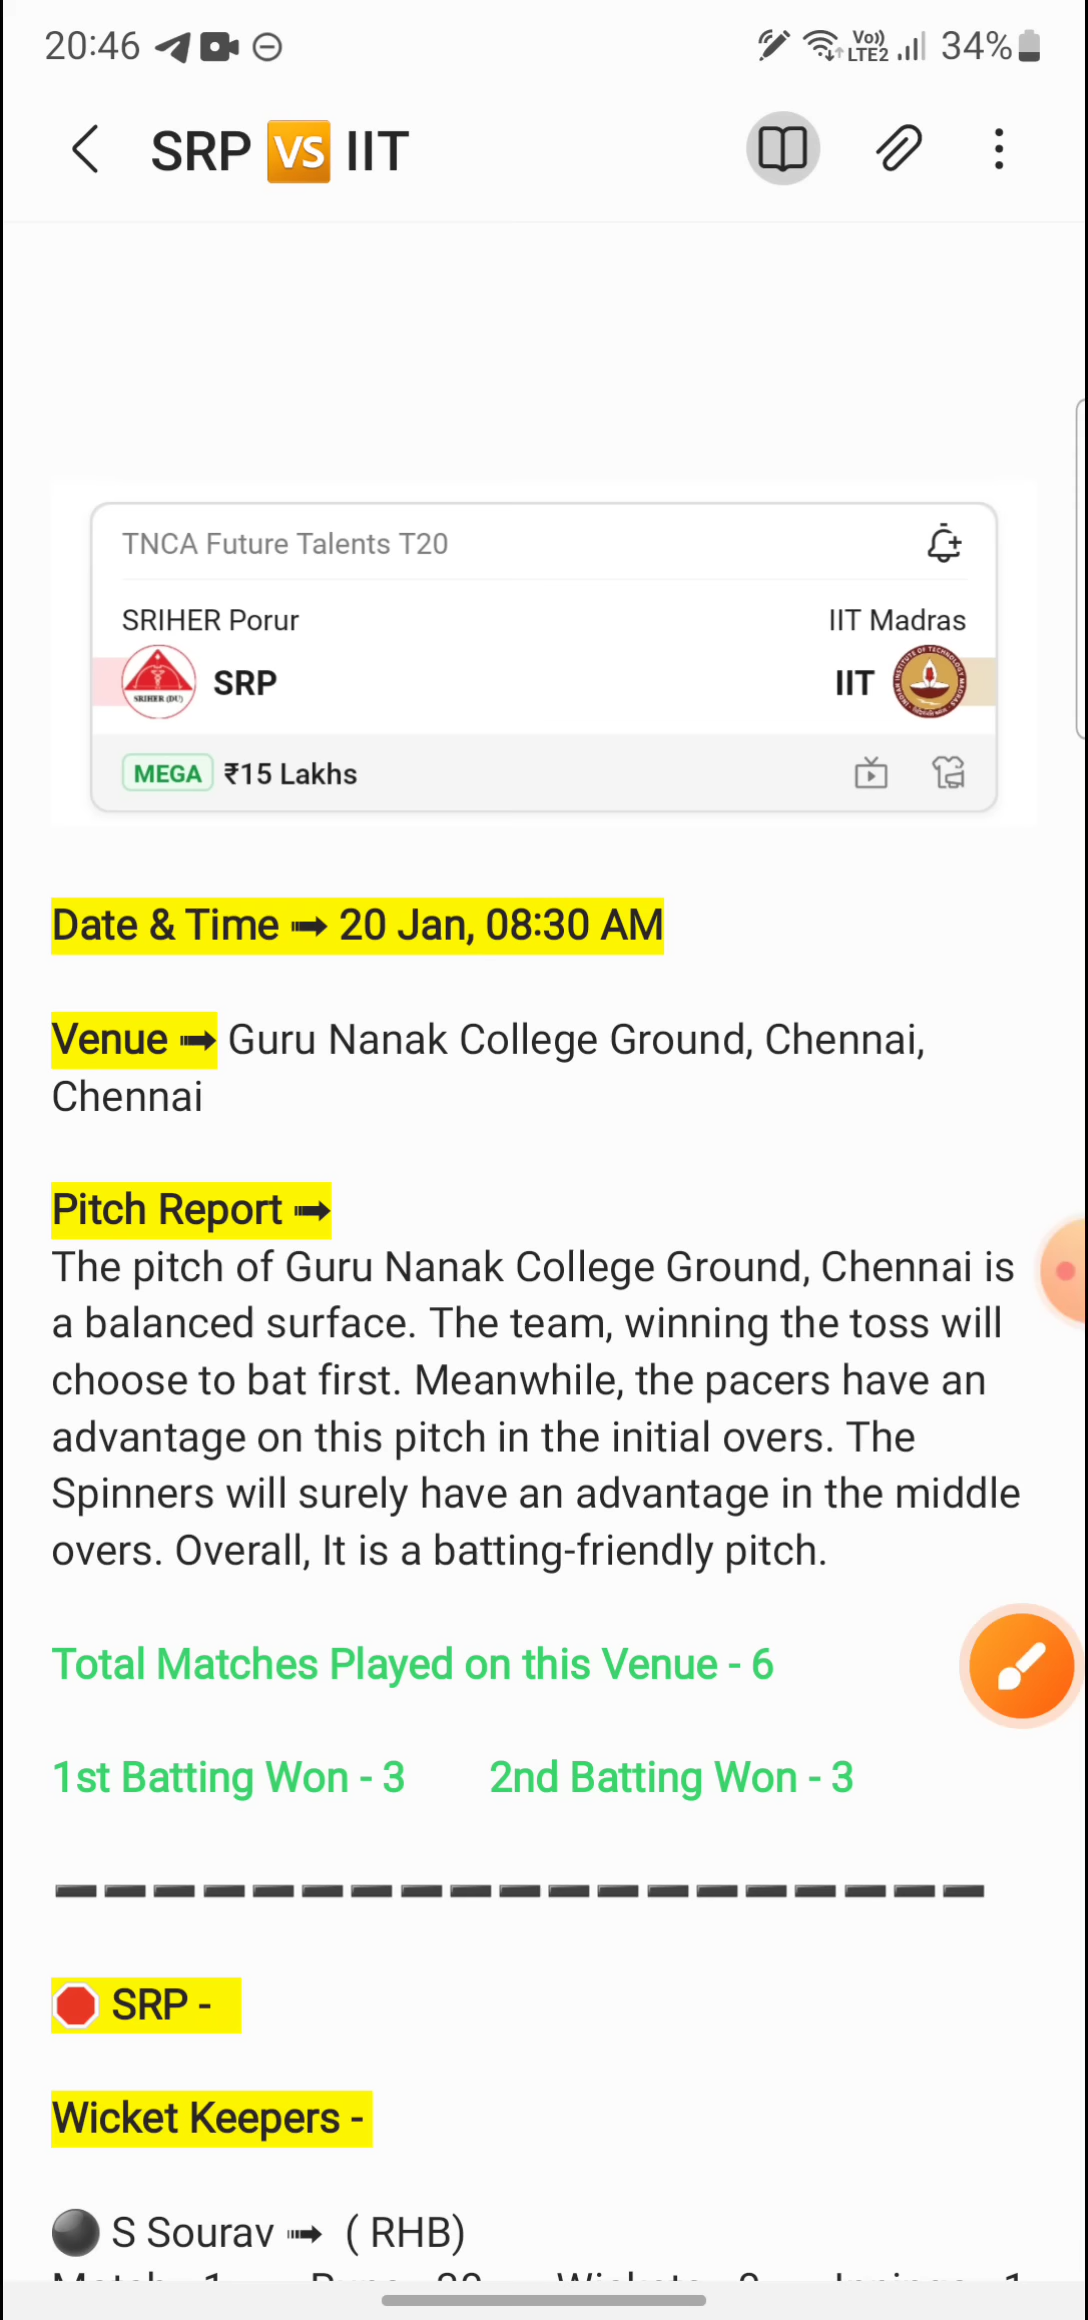 20:46 Vo)) LTE2 34%
SRP VS IIT
TNCA Future Talents T20
SRIHER Porur IIT Madras
SRP IIT
SRIHER (DU)
MEGA ₹15 Lakhs
Date & Time ➟ 20 Jan, 08:30 AM
Venue ➟ Guru Nanak College Ground, Chennai,
Chennai
Pitch Report ➟
The pitch of Guru Nanak College Ground, Chennai is
a balanced surface. The team, winning the toss will
choose to bat first. Meanwhile, the pacers have an
advantage on this pitch in the initial overs. The
Spinners will surely have an advantage in the middle
overs. Overall, It is a batting-friendly pitch.
Total Matches Played on this Venue - 6
1st Batting Won - 3 2nd Batting Won - 3
SRP -
Wicket Keepers -
S Sourav ➟ ( RHB)